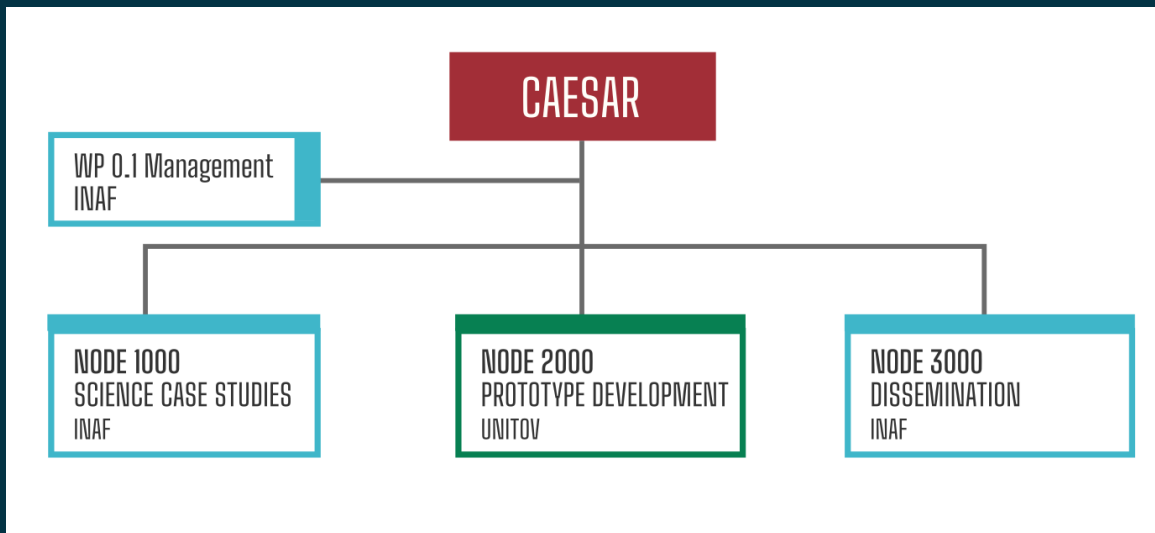 CAESAR
WP 0.1 Management
INAF
NODE 1000
SCIENCE CASE STUDIES
INAF
NODE 2000
PROTOTYPE DEVELOPMENT
UNITOV
NODE 3000
DISSEMINATION
INAF